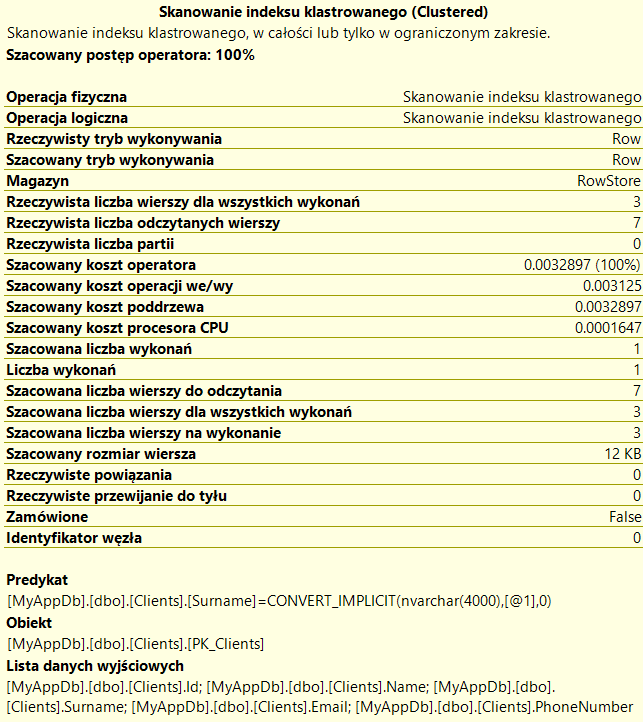 Skanowanie indeksu klastrowanego (Clustered)
Skanowanie indeksu klastrowanego, w całości lub tylko w ograniczonym zakresie.
Szacowany postęp operatora: 100%
Operacja fizyczna Skanowanie indeksu klastrowanego
Operacja logiczna Skanowanie indeksu klastrowanego
Rzeczywisty tryb wykonywania Row
Szacowany tryb wykonywania Row
Magazyn RowStore
Rzeczywista liczba wierszy dla wszystkich wykonań 3
Rzeczywista liczba odczytanych wierszy 7
Rzeczywista liczba partii 0
Szacowany koszt operatora 0.0032897 (100%)
Szacowany koszt operacji we/wy 0.003125
Szacowany koszt poddrzewa 0.0032897
Szacowany koszt procesora CPU 0.0001647
Szacowana liczba wykonań 1
Liczba wykonań 1
Szacowana liczba wierszy do odczytania 7
Szacowana liczba wierszy dla wszystkich wykonań 3
Szacowana liczba wierszy na wykonanie 3
Szacowany rozmiar wiersza 12 KB
Rzeczywiste powiązania 0
Rzeczywiste przewijanie do tyłu 0
Zamówione False
Identyfikator węzła 0
Predykat
[MyAppDb].[dbo].[Clients].[Surname]=CONVERT_IMPLICIT(nvarchar(4000),[@1],0)
Obiekt
[MyAppDb].[dbo].[Clients].[PK_Clients]
Lista danych wyjściowych
[MyAppDb].[dbo].[Clients].Id; [MyAppDb].[dbo].[Clients].Name; [MyAppDb].[dbo].
[Clients].Surname; [MyAppDb].[dbo].[Clients].Email; [MyAppDb].[dbo].[Clients].PhoneNumber